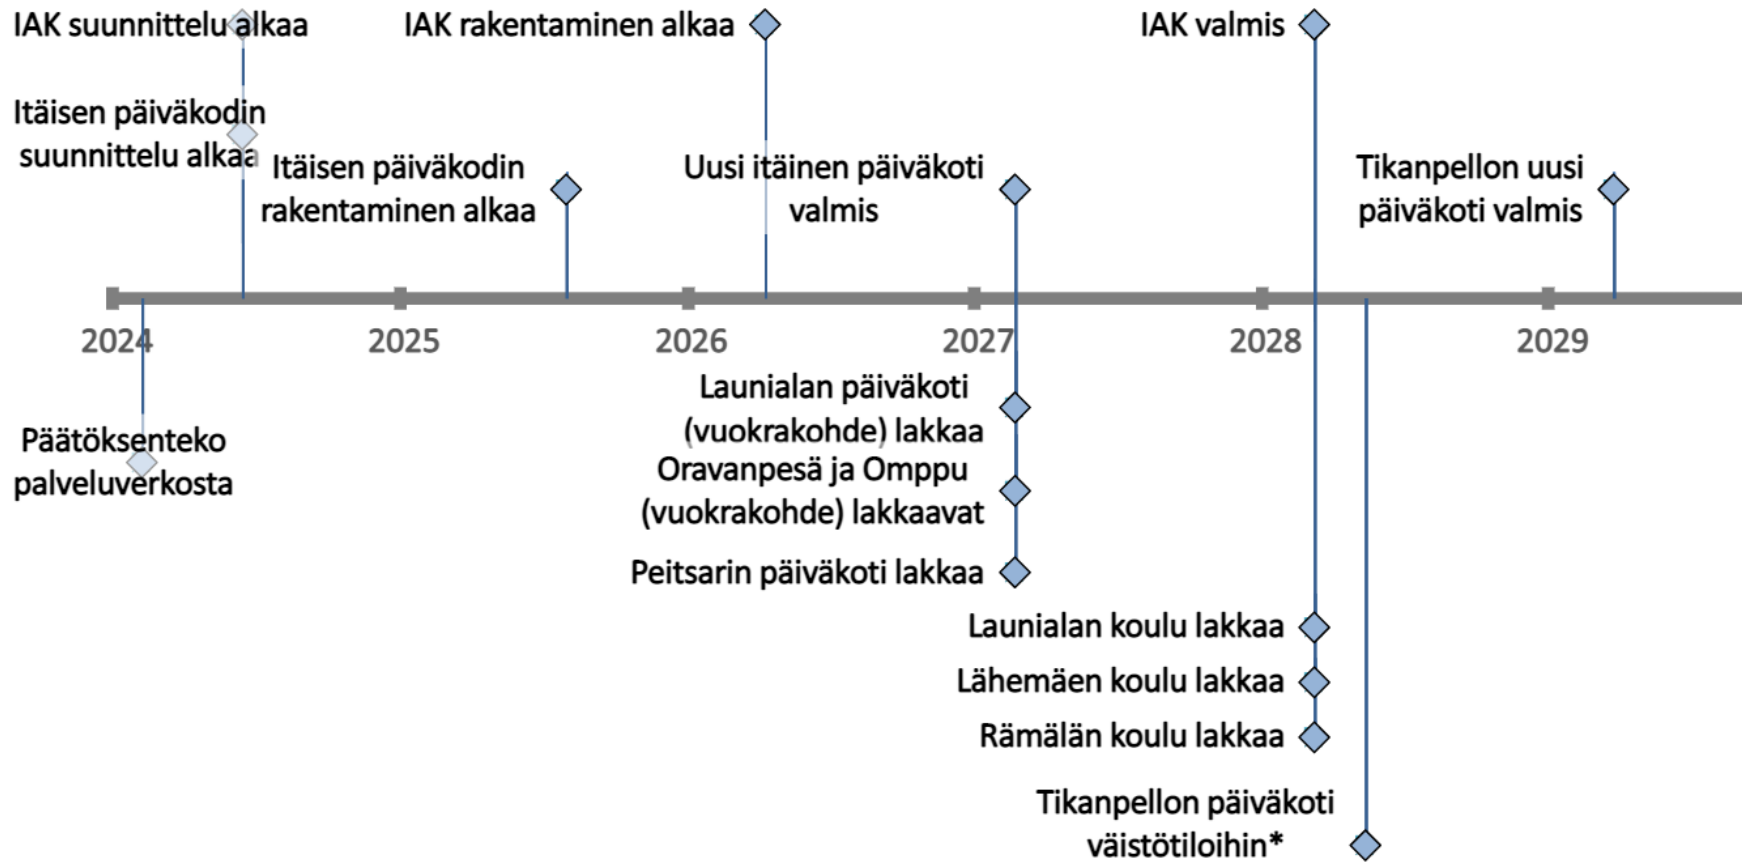 IAK suunnittelu alkaa
IAK rakentaminen alkaa
IAK valmis
Itäisen päiväkodin
suunnittelu alkaa
Itäisen päiväkodin
rakentaminen alkaa
Uusi itäinen päiväkoti
valmis
Tikanpellon uusi
päiväkoti valmis
2024
2025
2026
2027
2028
2029
Päätöksenteko
palveluverkosta
Launialan päiväkoti
(vuokrakohde) lakkaa
Oravanpesä ja Omppu
(vuokrakohde) lakkaavat
Peitsarin päiväkoti lakkaa
Launialan koulu lakkaa
Lähemäen koulu lakkaa
Rämälän koulu lakkaa
Tikanpellon päiväkoti
väistötiloihin*